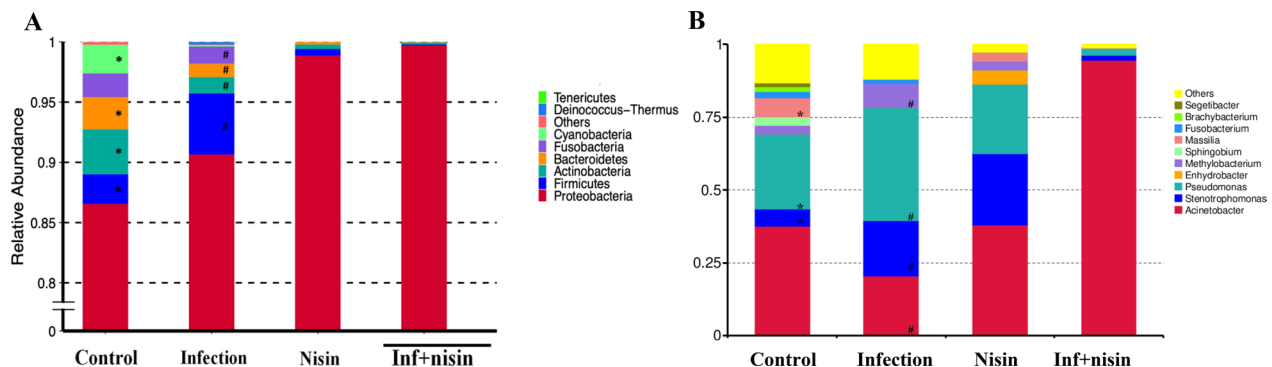 A
Relative Abundance
1
0.95
0.9
0.85
0.8
0
*
*
*
*
#
#
#
#
Control
Infection
Nisin
Inf+nisin
Tenericutes
Deinococcus−Thermus
Others
Cyanobacteria
Fusobacteria
Bacteroidetes
Actinobacteria
Firmicutes
Proteobacteria
B
1
0.75
0.5
0.25
0
*
*
*
#
#
#
#
Control
Infection
Nisin
Inf+nisin
Others
Segetibacter
Brachybacterium
Fusobacterium
Massilia
Sphingobium
Methylobacterium
Enhydrobacter
Pseudomonas
Stenotrophomonas
Acinetobacter